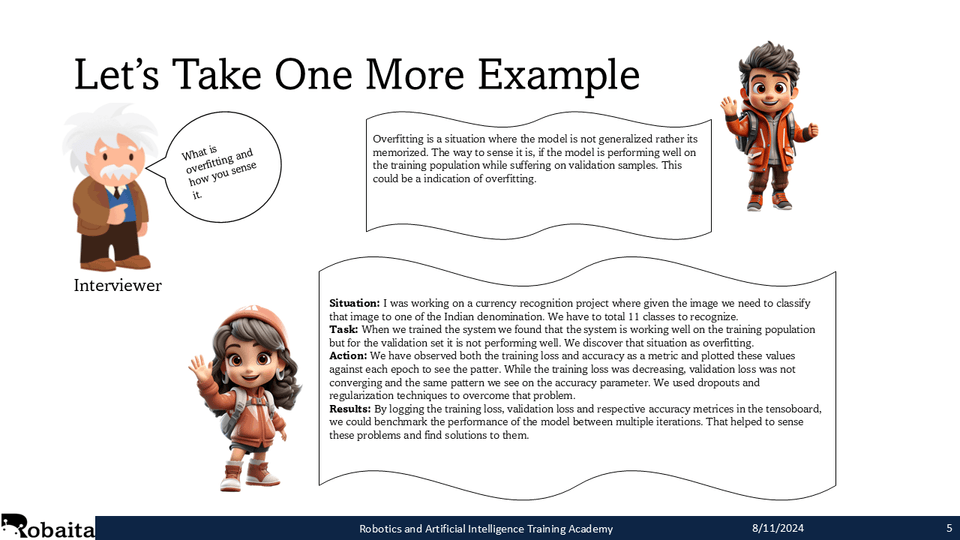 Let's Take One More Example
What is
overfitting and
how you sense
it.
Interviewer
Overfitting is a situation where the model is not generalized rather its
memorized. The way to sense it is, if the model is performing well on
the training population while suffering on validation samples. This
could be a indication of overfitting.
Situation: I was working on a currency recognition project where given the image we need to classify
that image to one of the Indian denomination. We have to total 11 classes to recognize.
Task: When we trained the system we found that the system is working well on the training population
but for the validation set it is not performing well. We discover that situation as overfitting.
Action: We have observed both the training loss and accuracy as a metric and plotted these values
against each epoch to see the patter. While the training loss was decreasing, validation loss was not
converging and the same pattern we see on the accuracy parameter. We used dropouts and
regularization techniques to overcome that problem.
Results: By logging the training loss, validation loss and respective accuracy metrices in the tensoboard,
we could benchmark the performance of the model between multiple iterations. That helped to sense
these problems and find solutions to them.
Robaita
Robotics and Artificial Intelligence Training Academy
8/11/2024
5